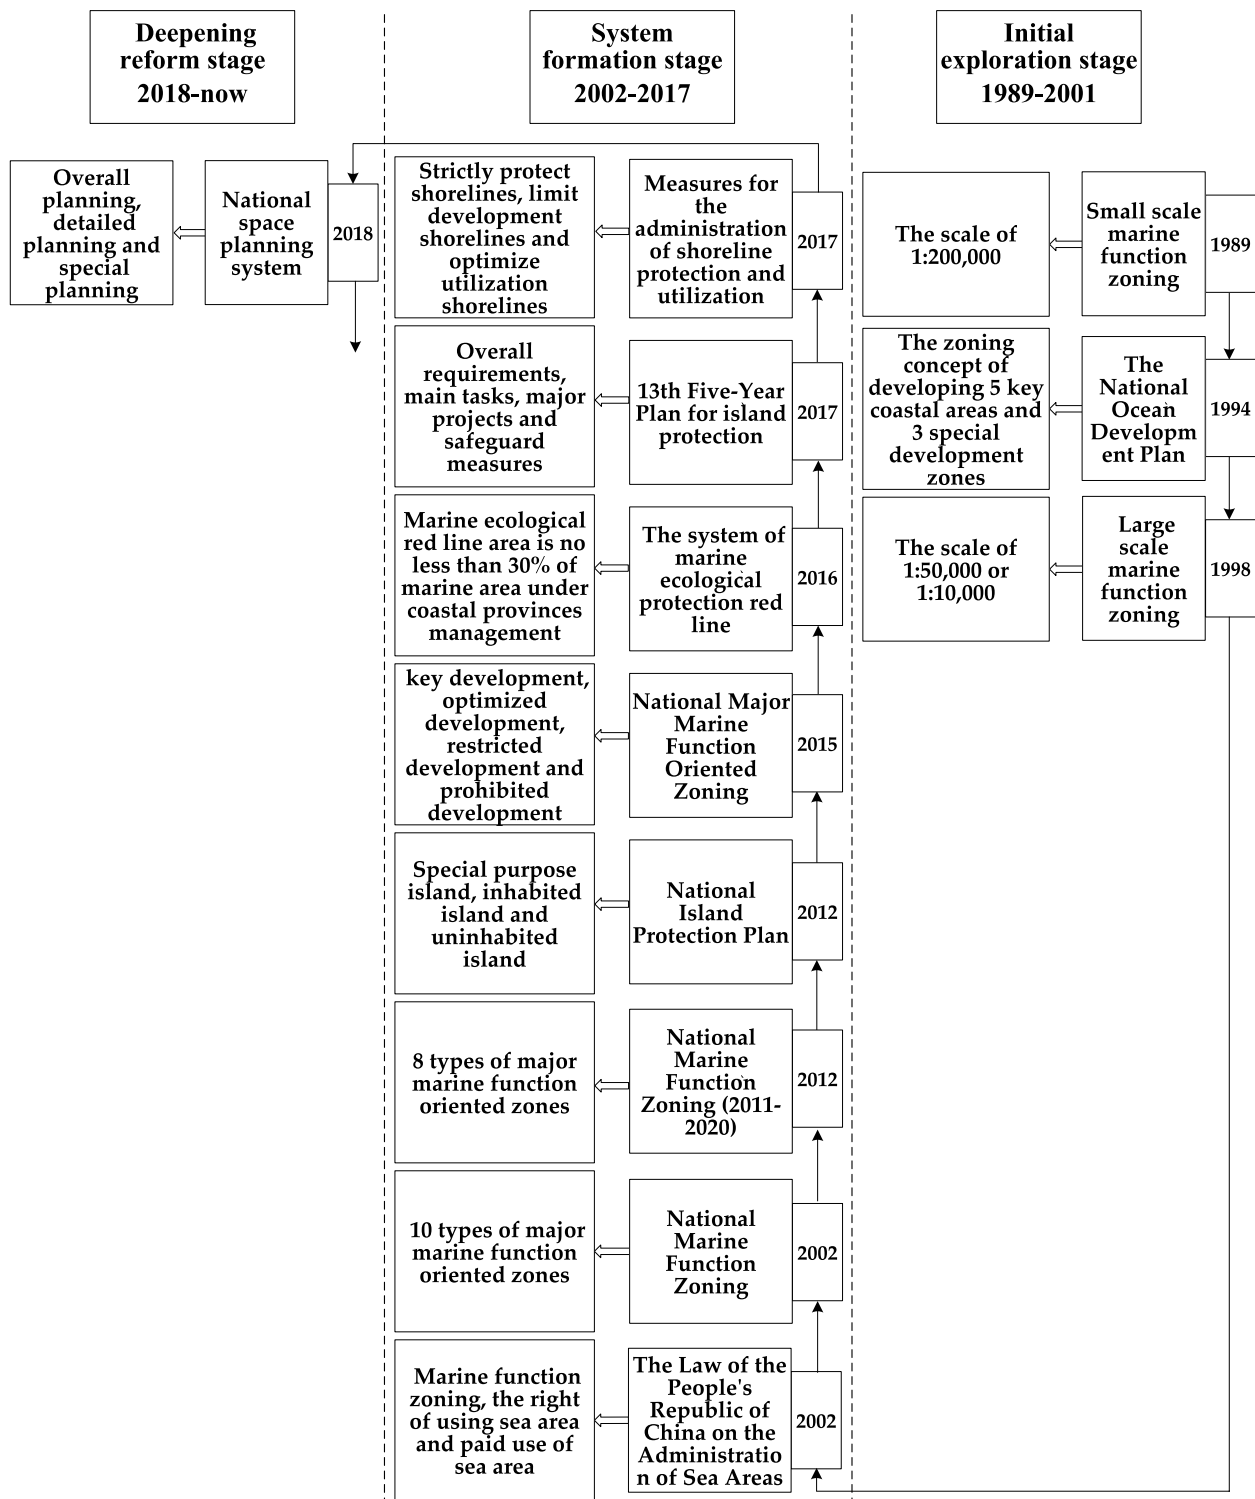 Deepening
reform stage
2018-now
System
formation stage
2002-2017
Initial
exploration stage
1989-2001
Overall
planning,
detailed
planning and
special
planning
National
space
planning
system
2018
Strictly protect
shorelines, limit
development
shorelines and
optimize
utilization
shorelines
Measures for
the
administration
of shoreline
protection and
utilization
2017
Overall
requirements,
main tasks, major
projects and
safeguard
measures
13th Five-Year
Plan for island
protection
2017
Marine ecological
red line area is no
less than 30% of
marine area under
coastal provinces
management
The system of
marine
ecological
protection red
line
2016
key development,
optimized
development,
restricted
development and
prohibited
development
National Major
Marine
Function
Oriented
Zoning
2015
Special purpose
island, inhabited
island and
uninhabited
island
National
Island
Protection Plan
2012
8 types of major
marine function
oriented zones
National
Marine
Function
Zoning (2011-
2020)
2012
10 types of major
marine function
oriented zones
National
Marine
Function
Zoning
2002
Marine function
zoning, the right
of using sea area
and paid use of
sea area
The Law of the
People's
Republic of
China on the
Administratio
n of Sea Areas
2002
The scale of
1:200,000
Small scale
marine
function
zoning
1989
The zoning
concept of
developing 5 key
coastal areas and
3 special
development
zones
The
National
Ocean
Developm
ent Plan
1994
The scale of
1:50,000 or
1:10,000
Large
scale
marine
function
zoning
1998